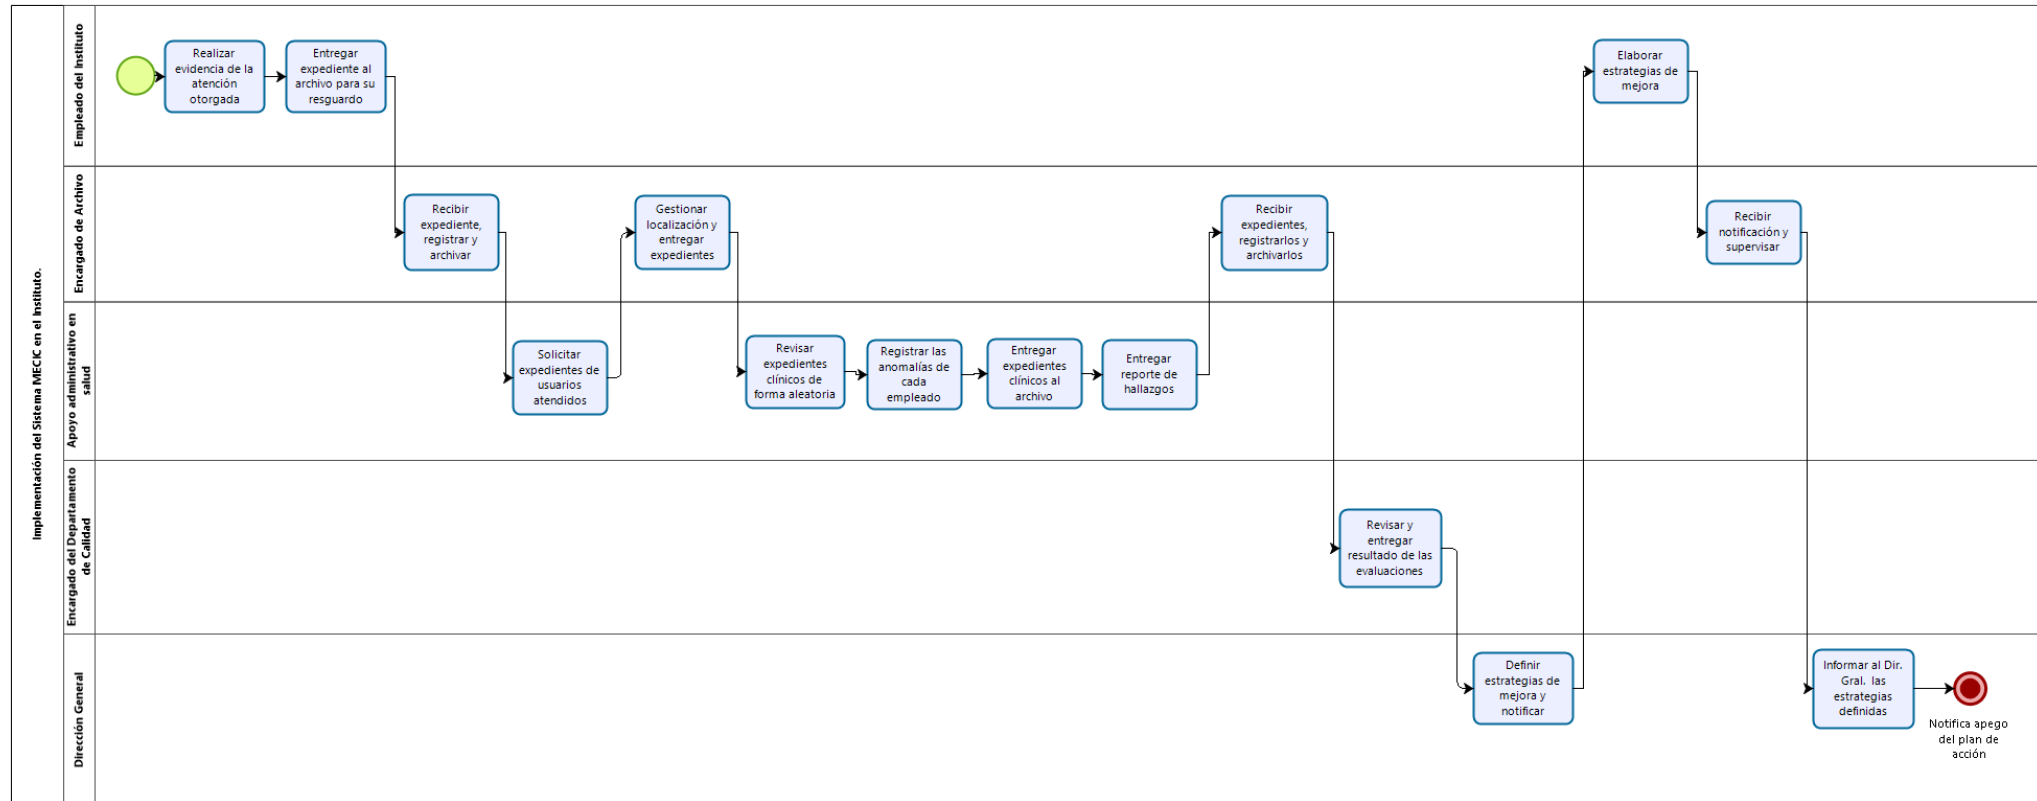 Implementación del Sistema MECIC en el Instituto.
Empleado del Instituto
Realizar
evidencia de la
atención
otorgada
Entregar
expediente al
archivo para su
resguardo
Elaborar
estrategias de
mejora
Encargado de Archivo
Recibir
expediente,
registrar y
archivar
Gestionar
localización y
entregar
expedientes
Recibir
expedientes,
registrarlos y
archivarlos
Recibir
notificación y
supervisar
Apoyo administrativo en
salud
Solicitar
expedientes de
usuarios
atendidos
Revisar
expedientes
clínicos de
forma aleatoria
Registrar las
anomalías de
cada
empleado
Entregar
expedientes
clínicos al
archivo
Entregar
reporte de
hallazgos
Encargado del Departamento
de Calidad
Revisar y
entregar
resultado de las
evaluaciones
Dirección General
Definir
estrategias de
mejora y
notificar
Informar al Dir.
Gral. las
estrategias
definidas
Notifica apego
del plan de
acción